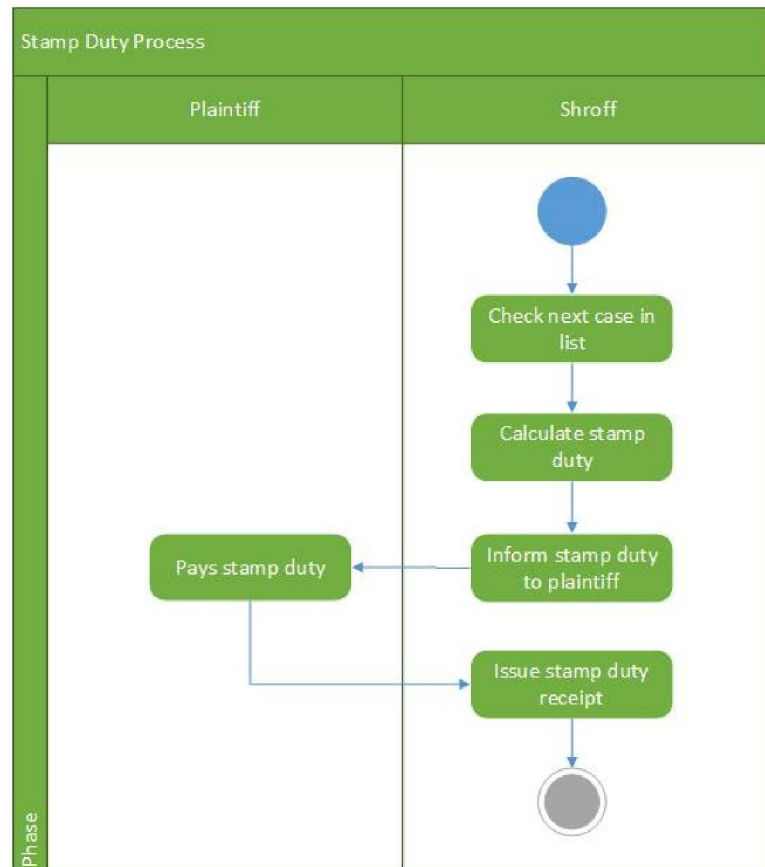 Stamp Duty Process
Plaintiff
Shroff
Check next case in
list
Calculate stamp
duty
Pays stamp duty
Inform stamp duty
to plaintiff
Issue stamp duty
receipt
Phase